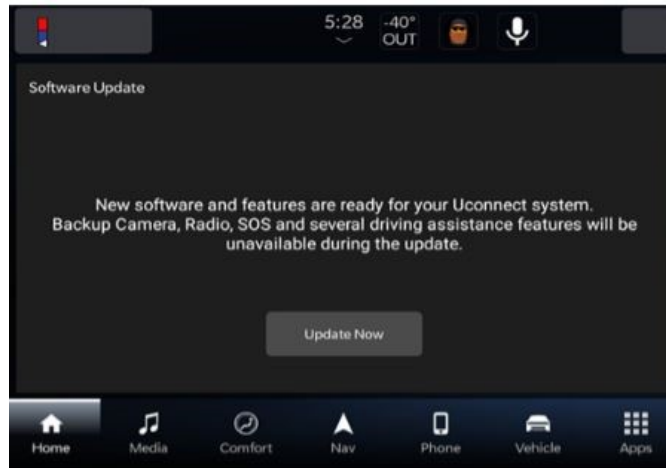 5:28 -40°
OUT
Software Update
New software and features are ready for your Uconnect system.
Backup Camera, Radio, SOS and several driving assistance features will be
unavailable during the update.
Update Now
Home Media Comfort Nav Phone Vehicle Apps